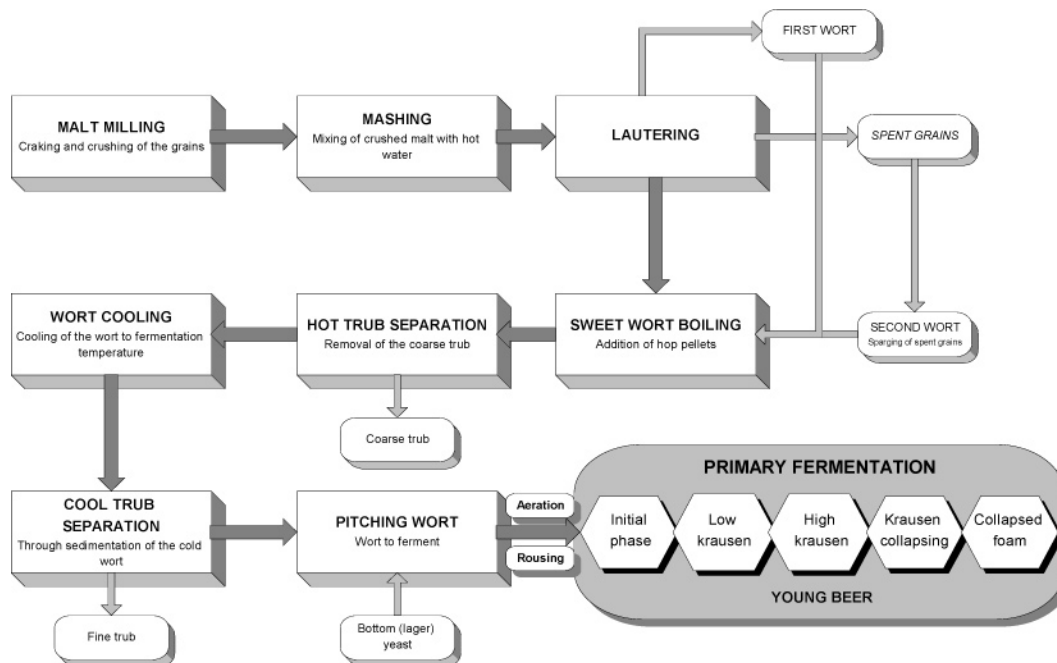 FIRST WORT
MALT MILLING
Craking and crushing of the grains
MASHING
Mixing of crushed malt with hot
water
LAUTERING
SPENT GRAINS
WORT COOLING
Cooling of the wort to fermentation
temperature
HOT TRUB SEPARATION
Removal of the coarse trub
SWEET WORT BOILING
Addition of hop pellets
SECOND WORT
Sparging of spent grains
Coarse trub
COOL TRUB
SEPARATION
Through sedimentation of the cold
wort
PITCHING WORT
Wort to ferment
Aeration
Rousing
PRIMARY FERMENTATION
Initial
phase
Low
krausen
High
krausen
Krausen
collapsing
Collapsed
foam
YOUNG BEER
Fine trub
Bottom (lager)
yeast